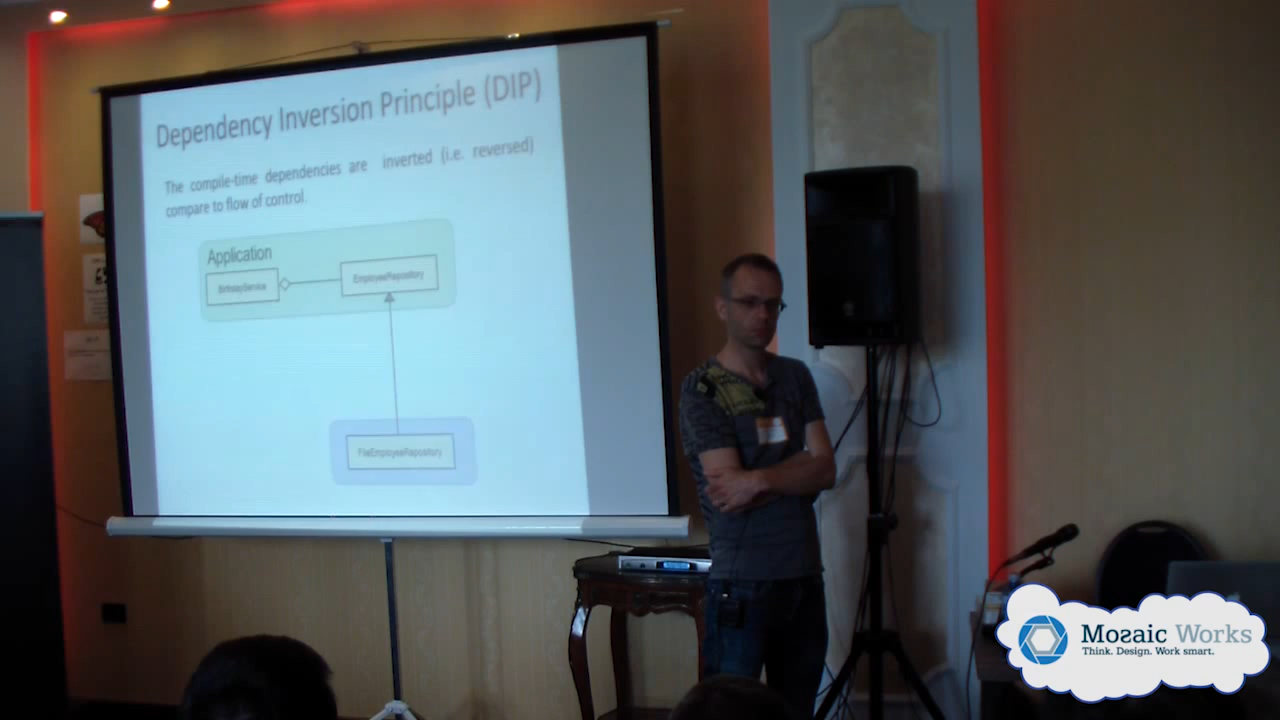 Dependency Inversion Principle (DIP)
The compile-time dependencies are inverted (i.e. reversed)
compare to flow of control.
Application
BirthdayService
EmployeeRepository
FileEmployeeRepository
Mozaic Works
Think. Design. Work smart.